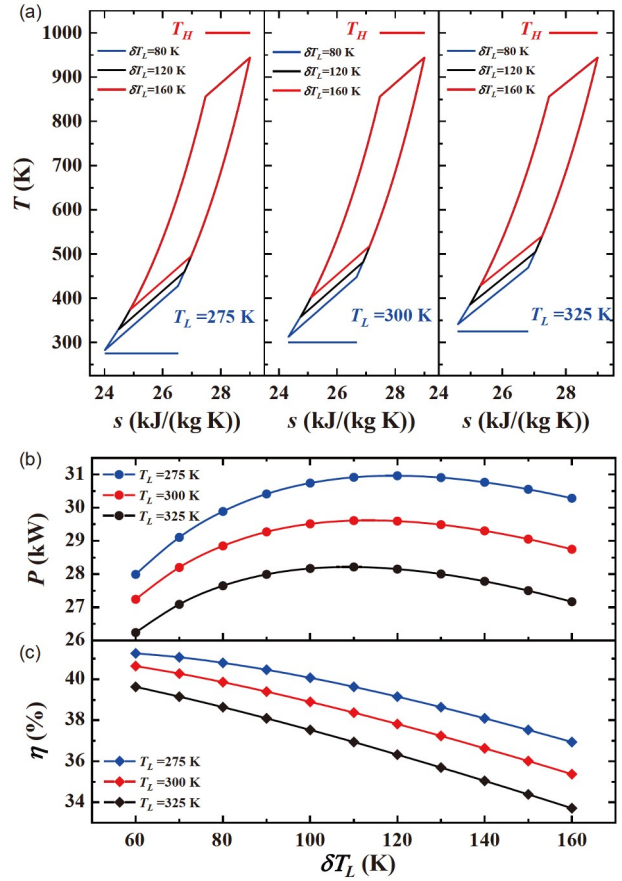 (a)
1000
900
800
700
600
500
400
300
T (K)
T_H
δT_L=80 K
δT_L=120 K
δT_L=160 K
T_L =275 K
24 26 28
s (kJ/(kg K))
T_H
δT_L=80 K
δT_L=120 K
δT_L=160 K
T_L =300 K
24 26 28
s (kJ/(kg K))
T_H
δT_L=80 K
δT_L=120 K
δT_L=160 K
T_L =325 K
24 26 28
s (kJ/(kg K))
(b)
31
30
29
28
27
26
P (kW)
T_L =275 K
T_L =300 K
T_L =325 K
(c)
40
38
36
34
η (%)
T_L =275 K
T_L =300 K
T_L =325 K
60 80 100 120 140 160
δT_L (K)